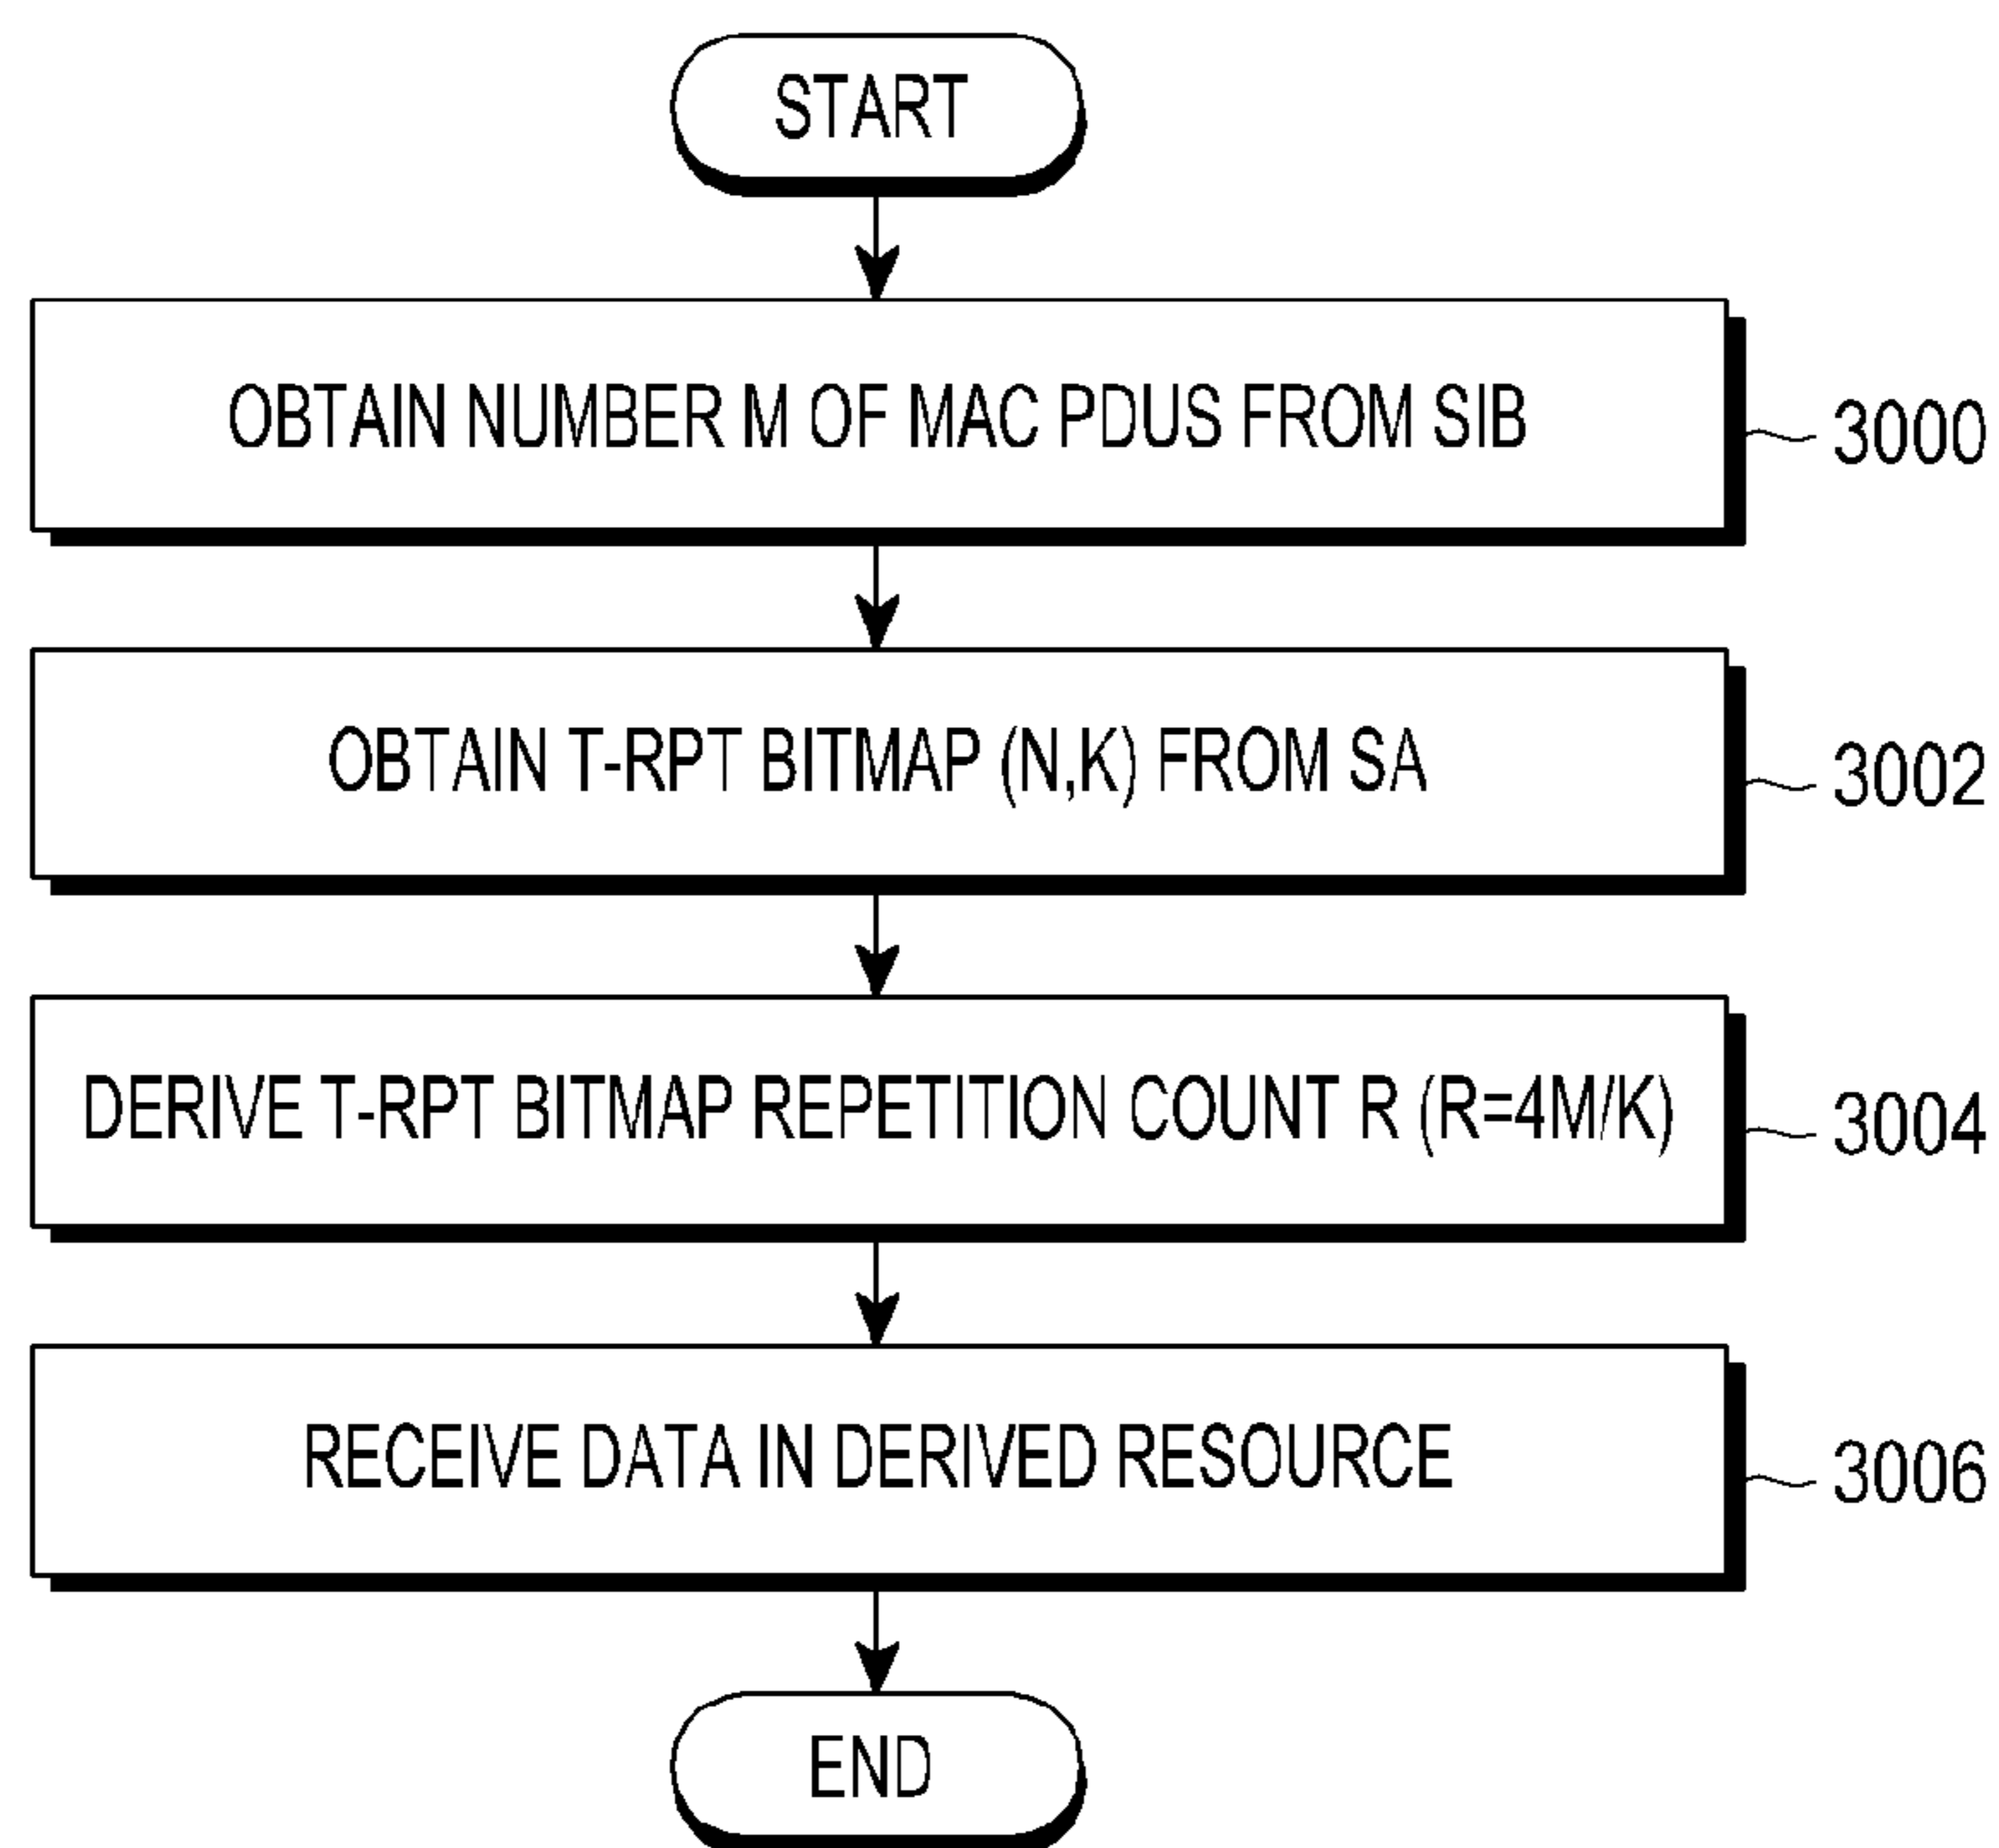 START
OBTAIN NUMBER M OF MAC PDUS FROM SIB
3000
OBTAIN T-RPT BITMAP (N,K) FROM SA
3002
DERIVE T-RPT BITMAP REPETITION COUNT R (R=4M/K)
3004
RECEIVE DATA IN DERIVED RESOURCE
3006
END